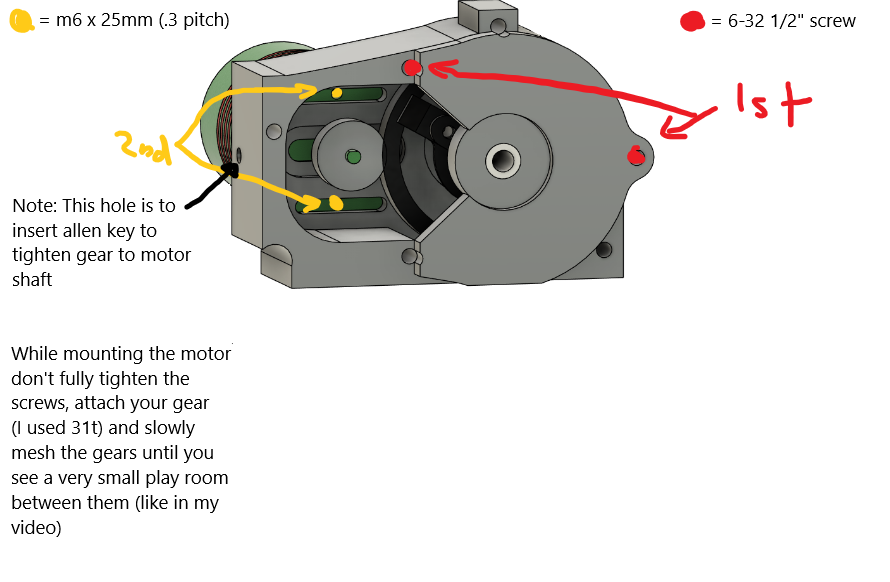 = m6 x 25mm (.3 pitch)
= 6-32 1/2" screw
1st
2nd
Note: This hole is to
insert allen key to
tighten gear to motor
shaft
While mounting the motor
don't fully tighten the
screws, attach your gear
(I used 31t) and slowly
mesh the gears until you
see a very small play room
between them (like in my
video)